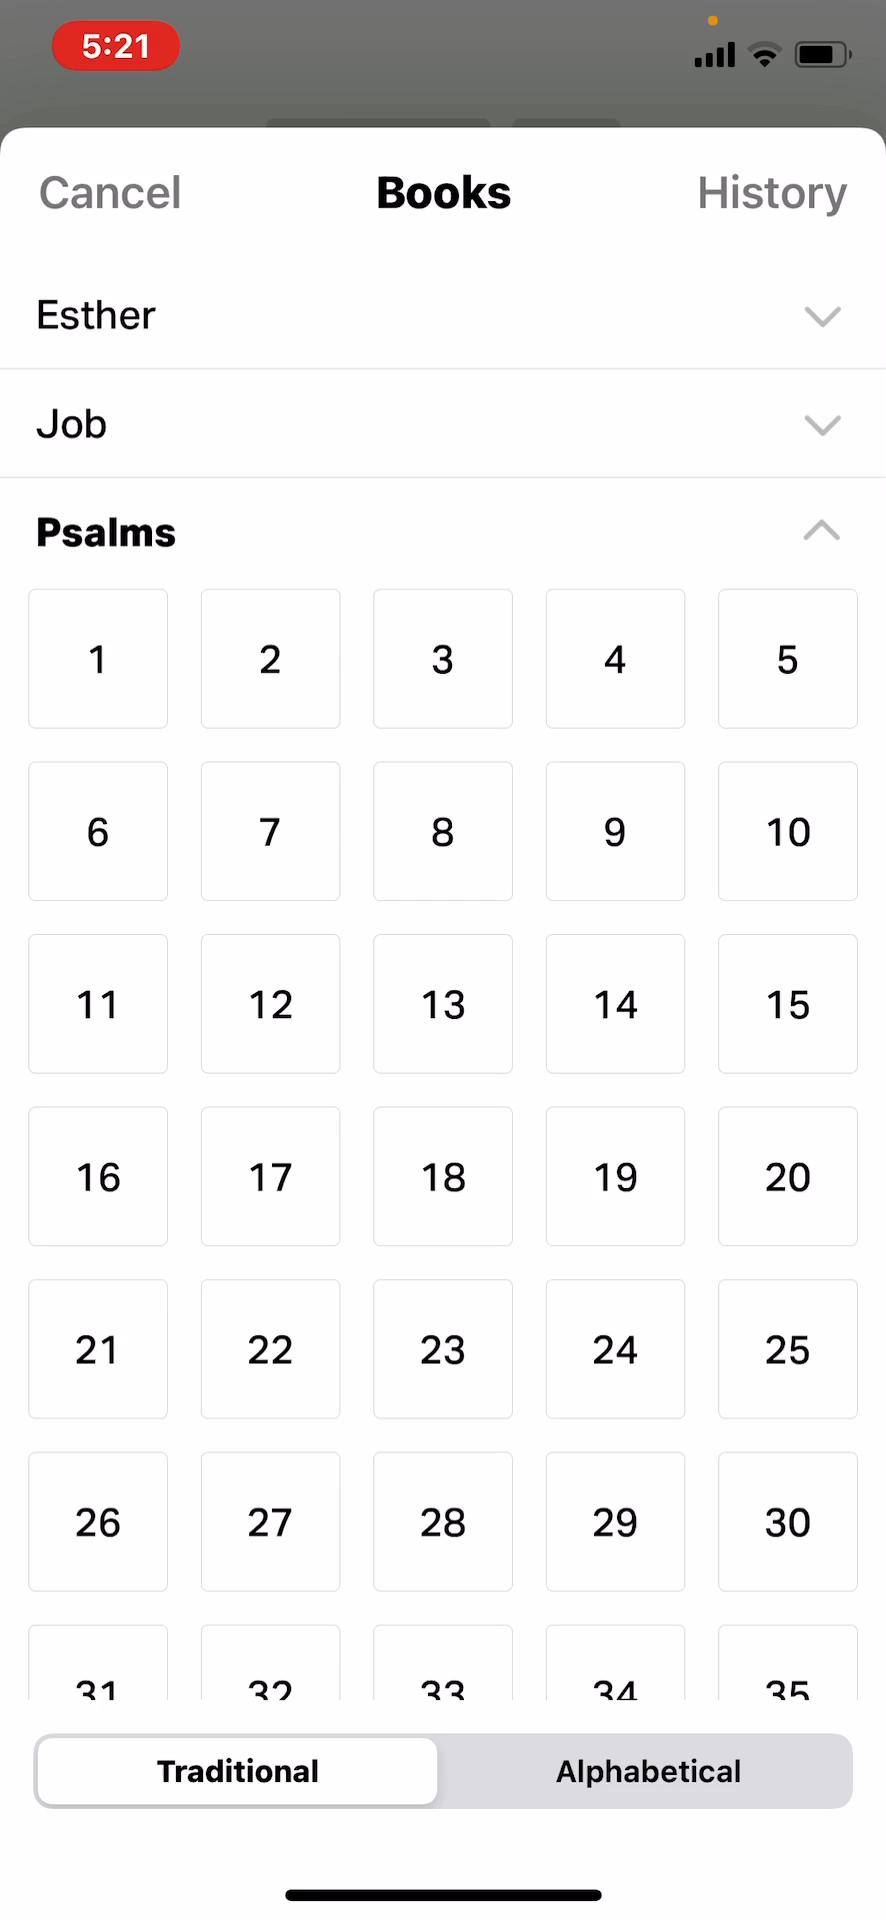 5:21
Cancel Books History
Esther
Job
Psalms
1 2 3 4 5
6 7 8 9 10
11 12 13 14 15
16 17 18 19 20
21 22 23 24 25
26 27 28 29 30
31 32 33 34 35
Traditional Alphabetical